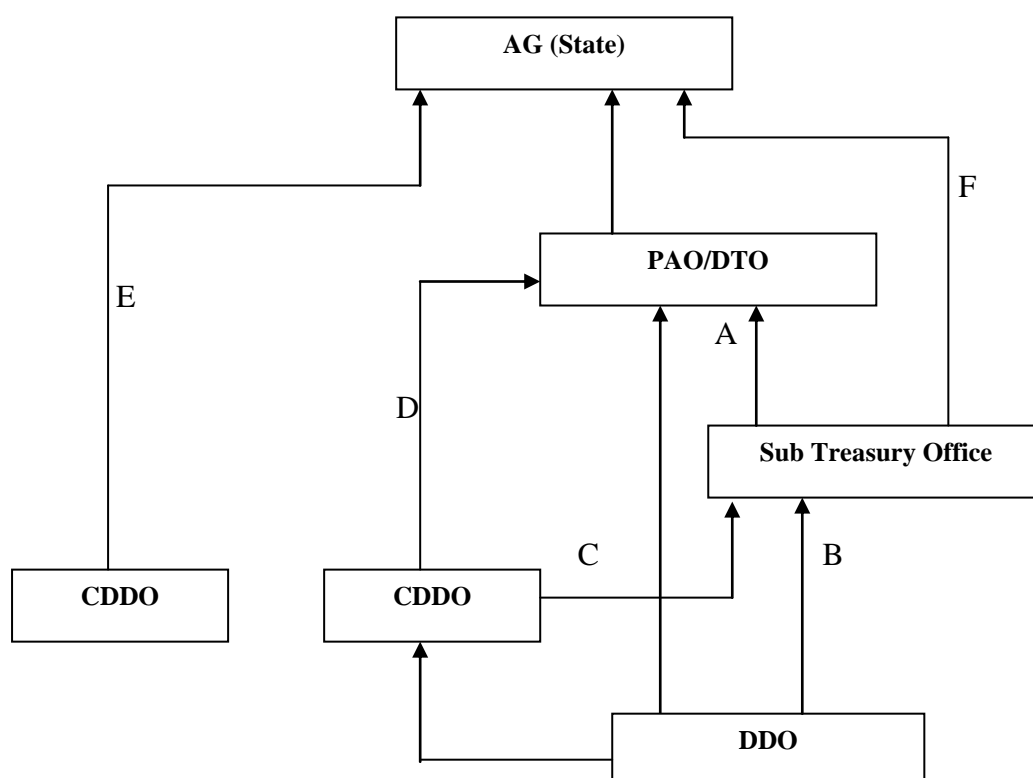 AG (State)
F
PAO/DTO
E
A
D
Sub Treasury Office
C
B
CDDO
CDDO
DDO